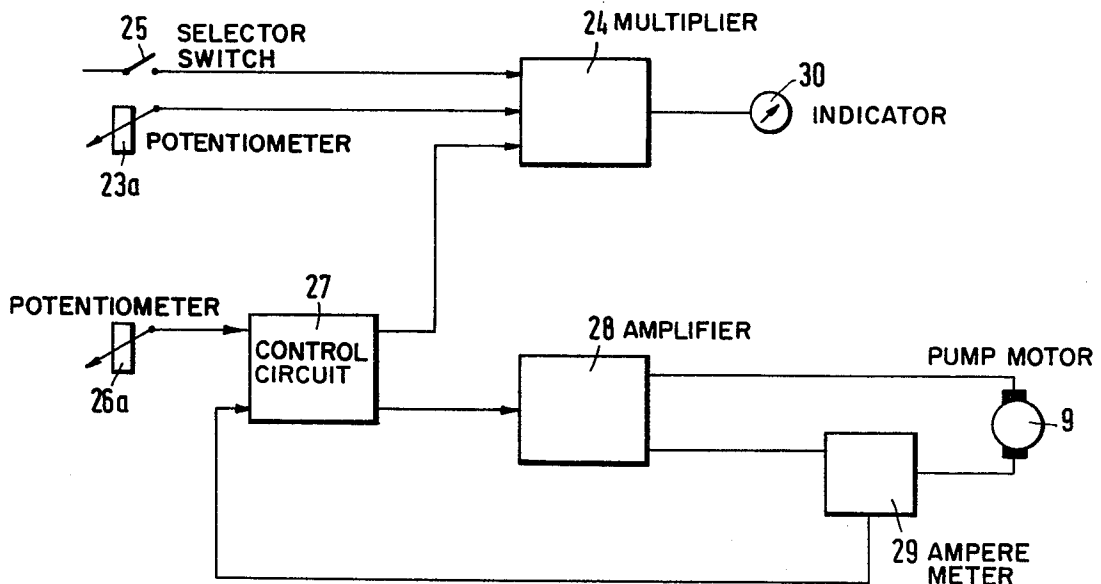 25 SELECTOR
SWITCH
24 MULTIPLIER
30
INDICATOR
POTENTIOMETER
23a
POTENTIOMETER
26a
27
CONTROL
CIRCUIT
28 AMPLIFIER
PUMP MOTOR
9
29 AMPERE
METER